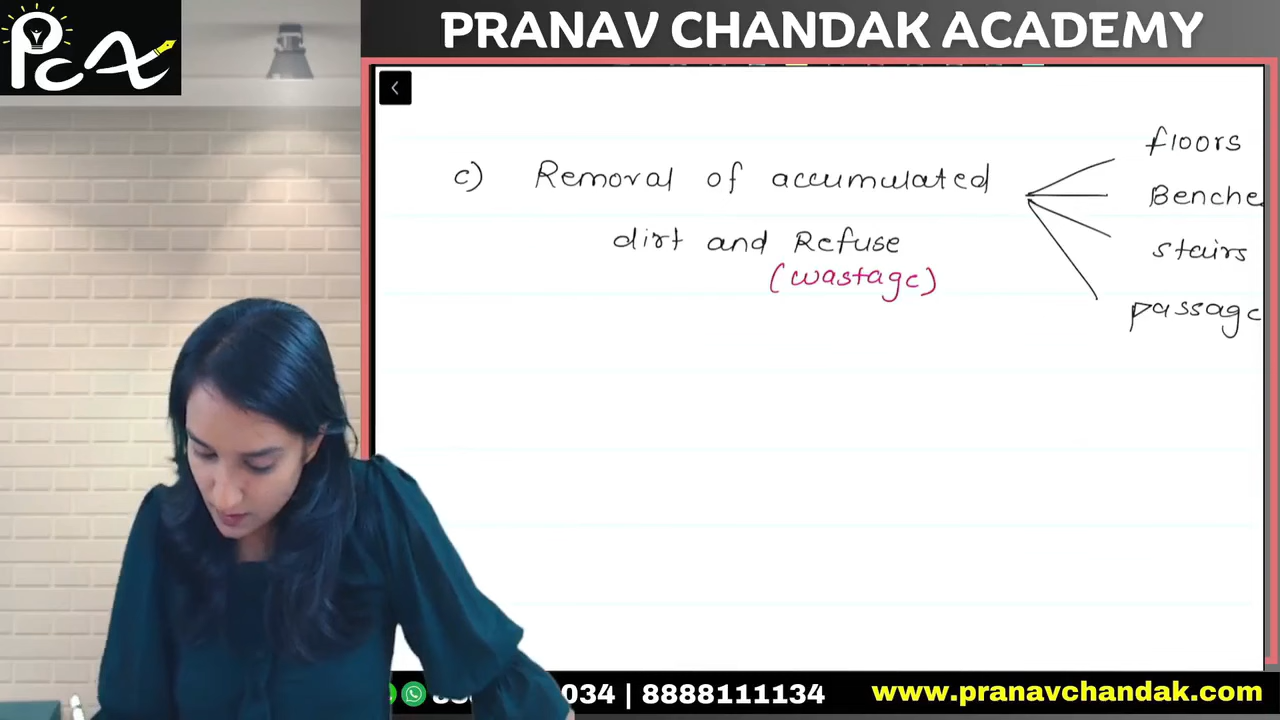 PCA
PRANAV CHANDAK ACADEMY
c) Removal of accumulated
dirt and Refuse
(wastage)
floors
Benche
stairs
passage
034 | 8888111134
www.pranavchandak.com